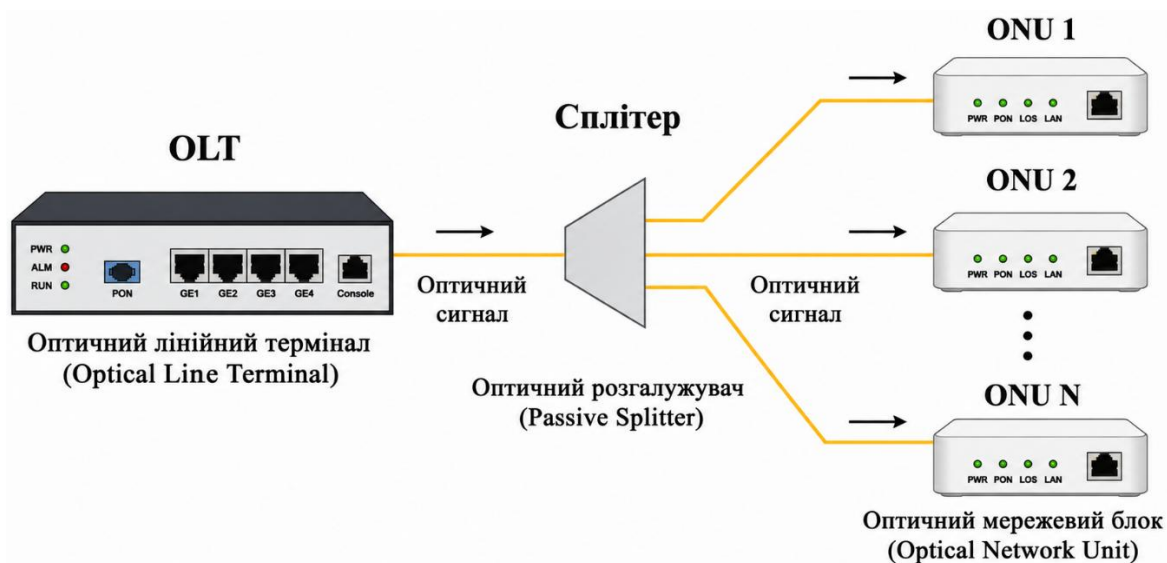 OLT
PWR
ALM
RUN
PON
GE1 GE2 GE3 GE4 Console
Оптичний лінійний термінал
(Optical Line Terminal)
Оптичний
сигнал
Сплітер
Оптичний розгалужувач
(Passive Splitter)
Оптичний
сигнал
ONU 1
PWR PON LOS LAN
ONU 2
PWR PON LOS LAN
ONU N
PWR PON LOS LAN
Оптичний мережевий блок
(Optical Network Unit)